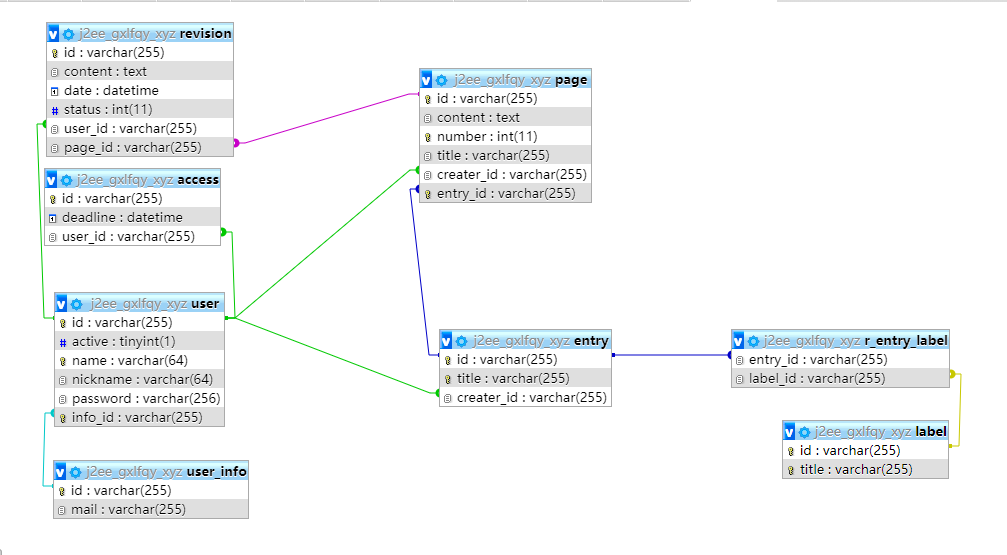 j2ee_gxlfqy_xyz revision
id : varchar(255)
content : text
date : datetime
status : int(11)
user_id : varchar(255)
page_id : varchar(255)
j2ee_gxlfqy_xyz access
id : varchar(255)
deadline : datetime
user_id : varchar(255)
j2ee_gxlfqy_xyz user
id : varchar(255)
active : tinyint(1)
name : varchar(64)
nickname : varchar(64)
password : varchar(256)
info_id : varchar(255)
j2ee_gxlfqy_xyz user_info
id : varchar(255)
mail : varchar(255)
j2ee_gxlfqy_xyz page
id : varchar(255)
content : text
number : int(11)
title : varchar(255)
creater_id : varchar(255)
entry_id : varchar(255)
j2ee_gxlfqy_xyz entry
id : varchar(255)
title : varchar(255)
creater_id : varchar(255)
j2ee_gxlfqy_xyz r_entry_label
entry_id : varchar(255)
label_id : varchar(255)
j2ee_gxlfqy_xyz label
id : varchar(255)
title : varchar(255)